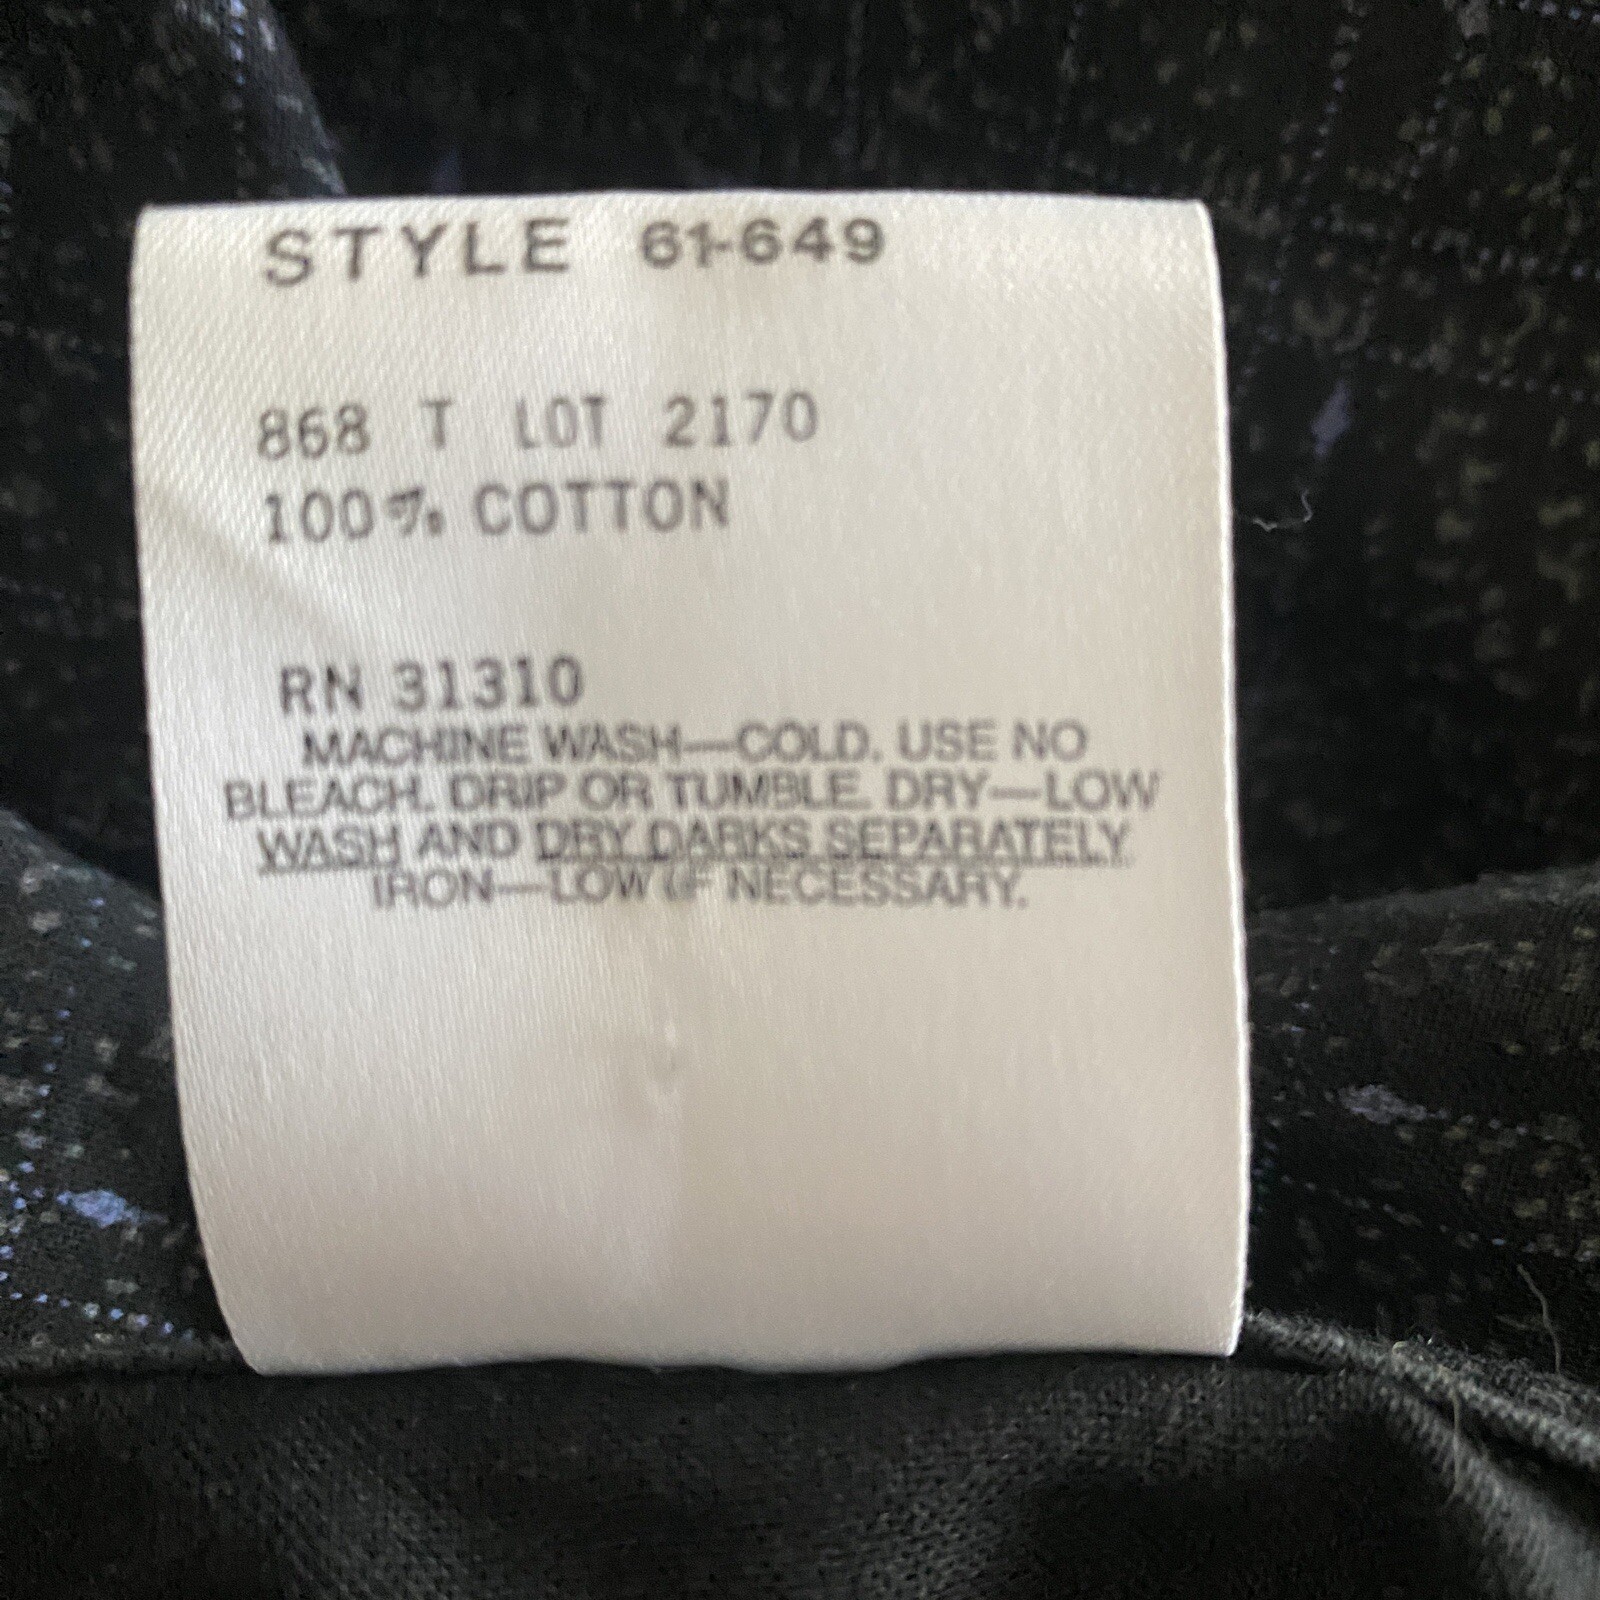 STYLE 61-649
868 T LOT 2170
100% COTTON
RN 31310
MACHINE WASH—COLD. USE NO
BLEACH. DRIP OR TUMBLE. DRY—LOW
WASH AND DRY DARKS SEPARATELY
IRON—LOW IF NECESSARY.